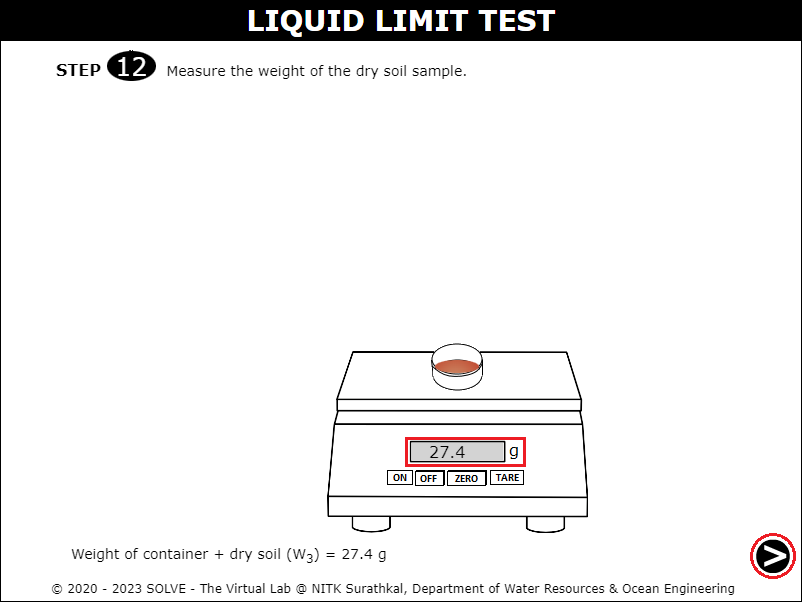 LIQUID LIMIT TEST
STEP 12 Measure the weight of the dry soil sample.
27.4 g
ON OFF ZERO TARE
Weight of container + dry soil (W₃) = 27.4 g
>
© 2020 - 2023 SOLVE - The Virtual Lab @ NITK Surathkal, Department of Water Resources & Ocean Engineering